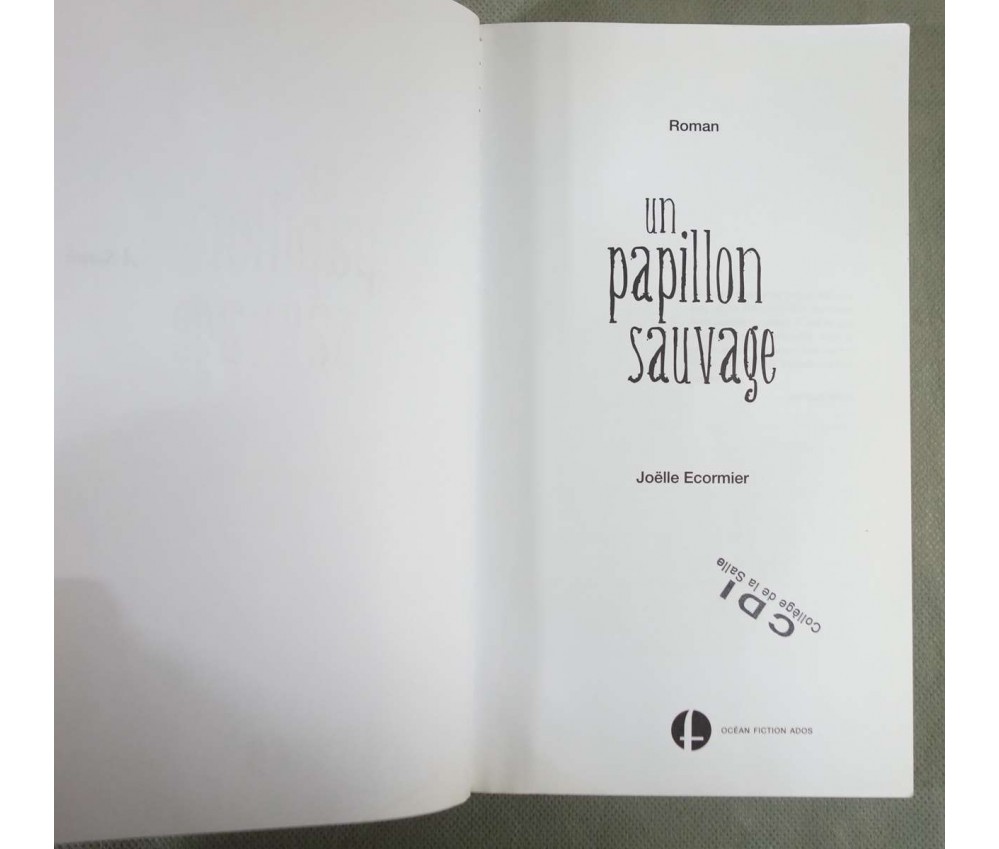 Roman
un
papillon
sauvage
Joëlle Ecormier
CDI
Collège de la Salle
OCÉAN FICTION ADOS